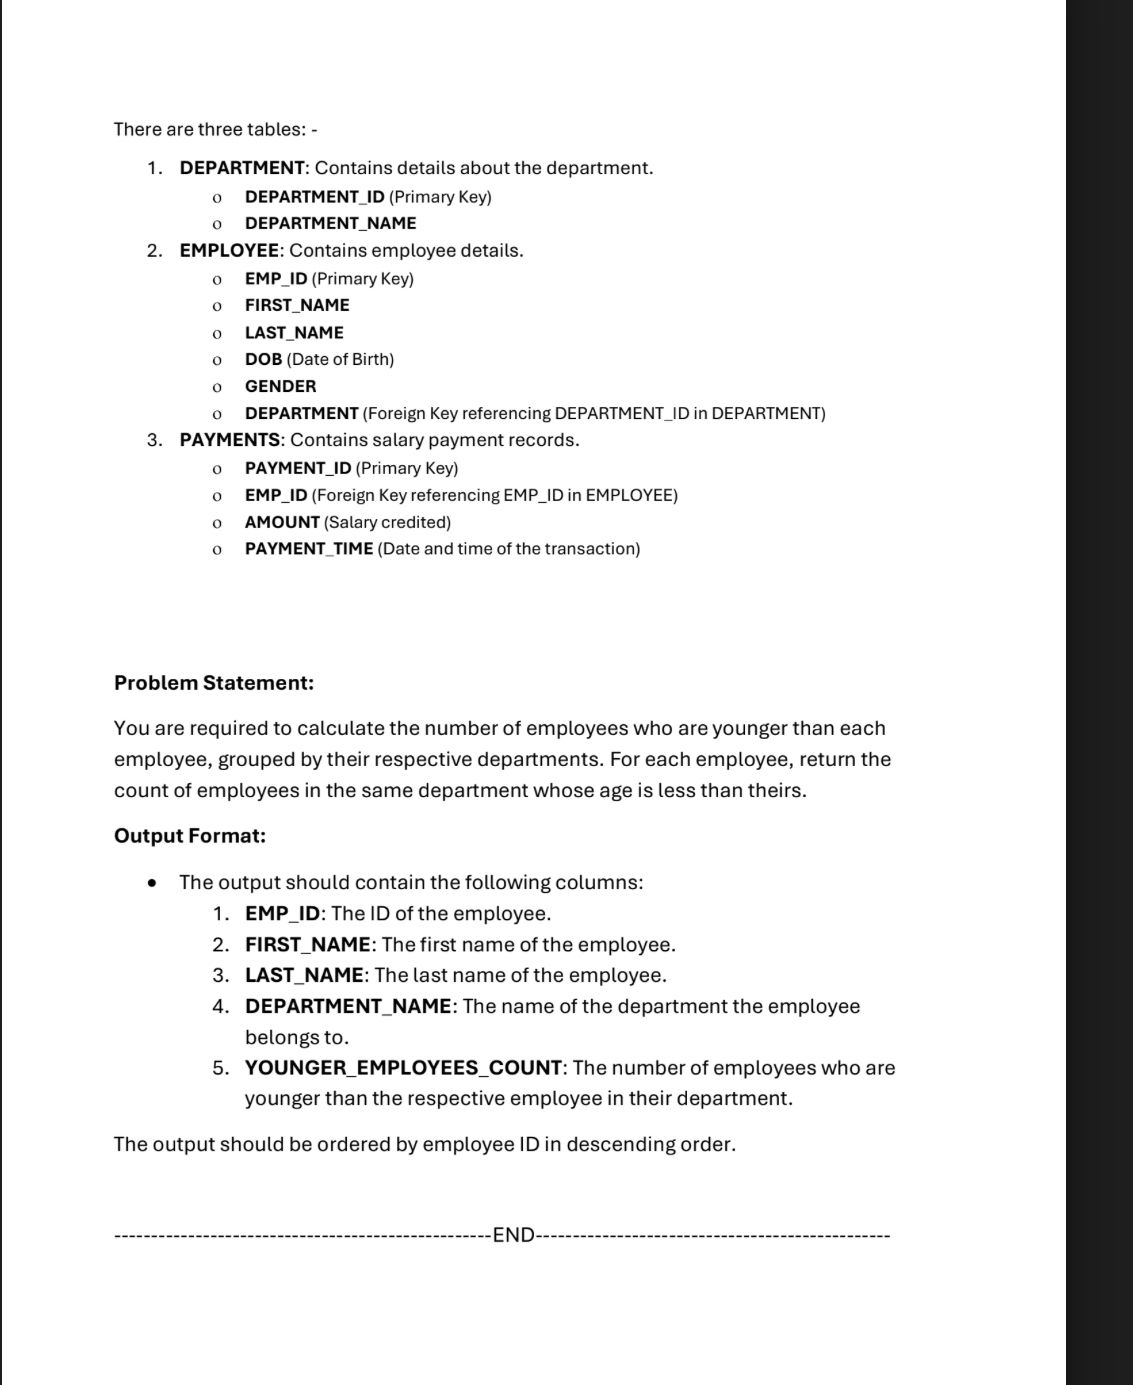 There are three tables: -
1. DEPARTMENT: Contains details about the department.
o DEPARTMENT_ID (Primary Key)
o DEPARTMENT_NAME
2. EMPLOYEE: Contains employee details.
o EMP_ID (Primary Key)
o FIRST_NAME
o LAST_NAME
o DOB (Date of Birth)
o GENDER
o DEPARTMENT (Foreign Key referencing DEPARTMENT_ID in DEPARTMENT)
3. PAYMENTS: Contains salary payment records.
o PAYMENT_ID (Primary Key)
o EMP_ID (Foreign Key referencing EMP_ID in EMPLOYEE)
o AMOUNT (Salary credited)
o PAYMENT_TIME (Date and time of the transaction)
Problem Statement:
You are required to calculate the number of employees who are younger than each
employee, grouped by their respective departments. For each employee, return the
count of employees in the same department whose age is less than theirs.
Output Format:
• The output should contain the following columns:
1. EMP_ID: The ID of the employee.
2. FIRST_NAME: The first name of the employee.
3. LAST_NAME: The last name of the employee.
4. DEPARTMENT_NAME: The name of the department the employee
belongs to.
5. YOUNGER_EMPLOYEES_COUNT: The number of employees who are
younger than the respective employee in their department.
The output should be ordered by employee ID in descending order.
----------------------------------------------------END-------------------------------------------------